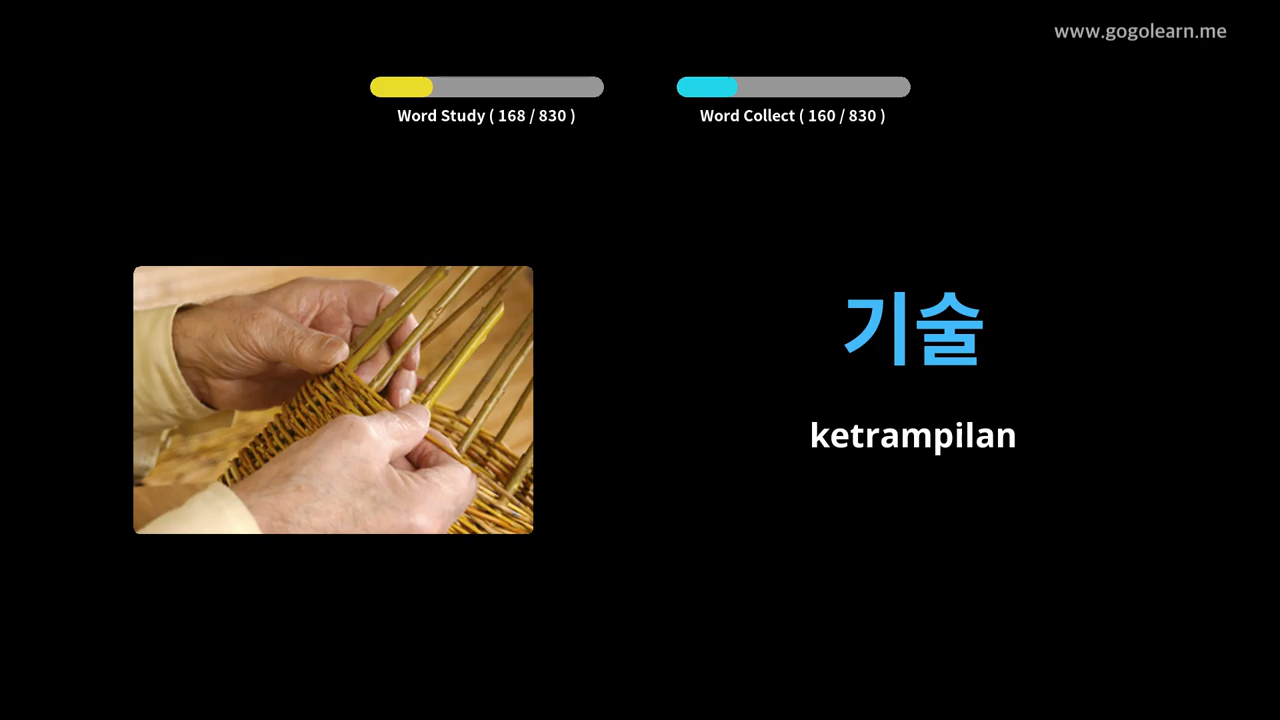 www.gogolearn.me
Word Study ( 168 / 830 )
Word Collect ( 160 / 830 )
기술
ketrampilan